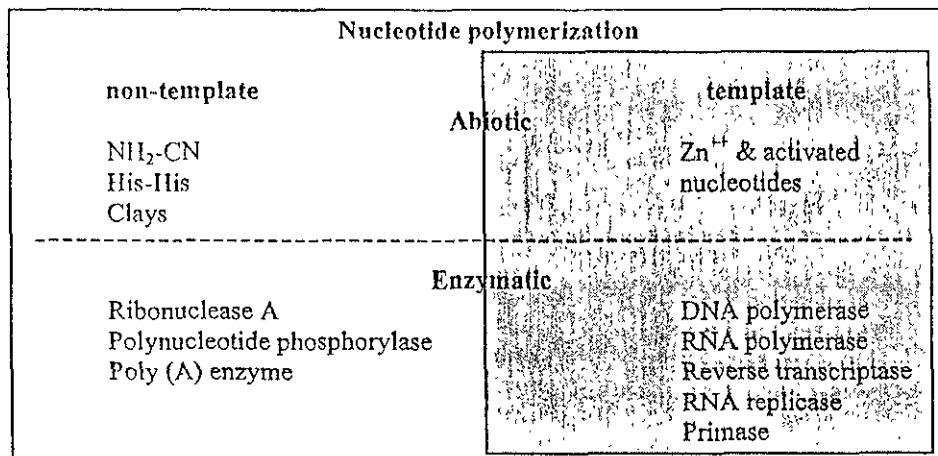 Nucleotide polymerization
non-template template
Abiotic
NH₂-CN Zn⁺⁺ & activated
His-His nucleotides
Clays
Enzymatic
Ribonuclease A DNA polymerase
Polynucleotide phosphorylase RNA polymerase
Poly (A) enzyme Reverse transcriptase
RNA replicase
Primase